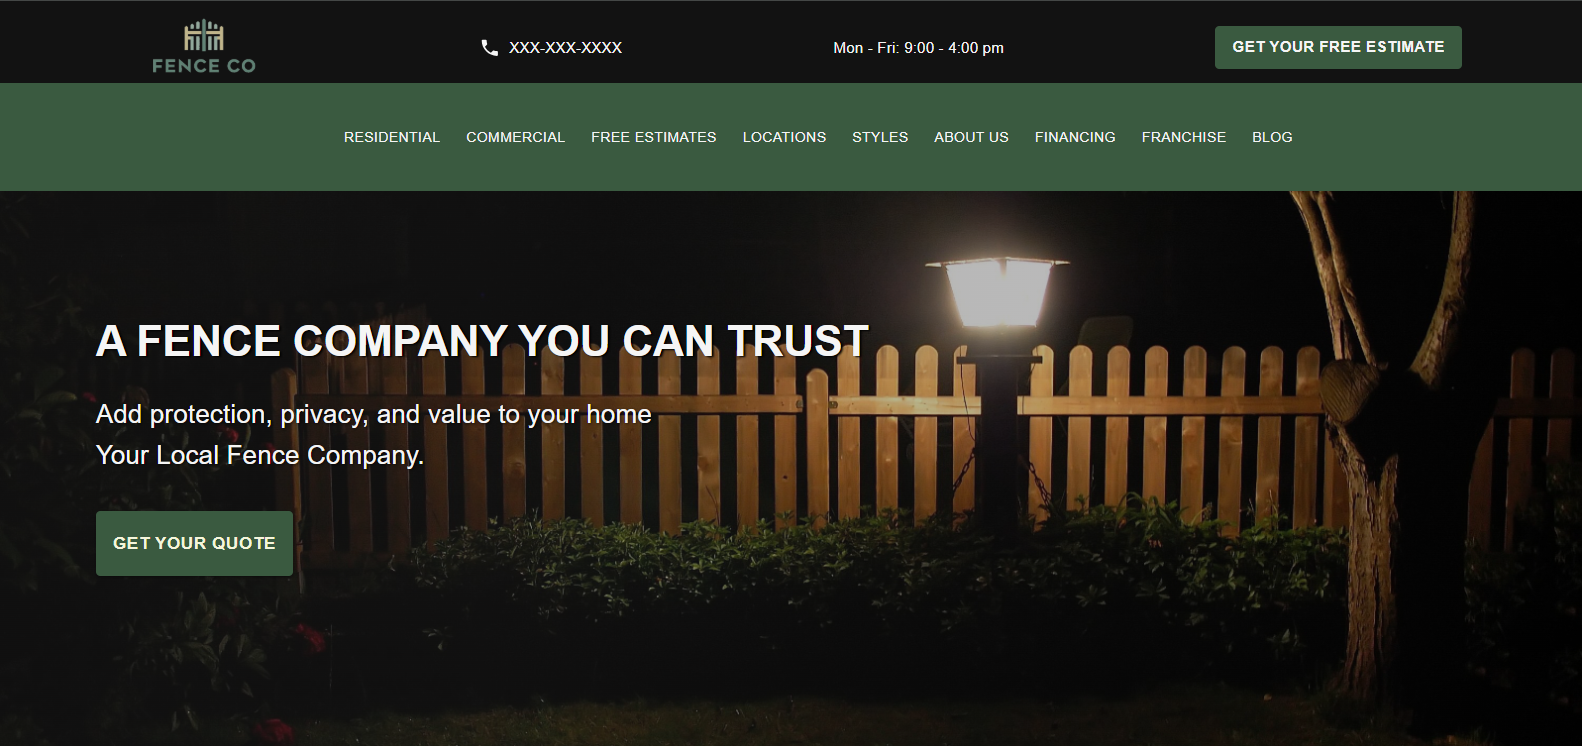 FENCE CO
XXX-XXX-XXXX
Mon - Fri: 9:00 - 4:00 pm
GET YOUR FREE ESTIMATE
RESIDENTIAL COMMERCIAL FREE ESTIMATES LOCATIONS STYLES ABOUT US FINANCING FRANCHISE BLOG
A FENCE COMPANY YOU CAN TRUST
Add protection, privacy, and value to your home
Your Local Fence Company.
GET YOUR QUOTE